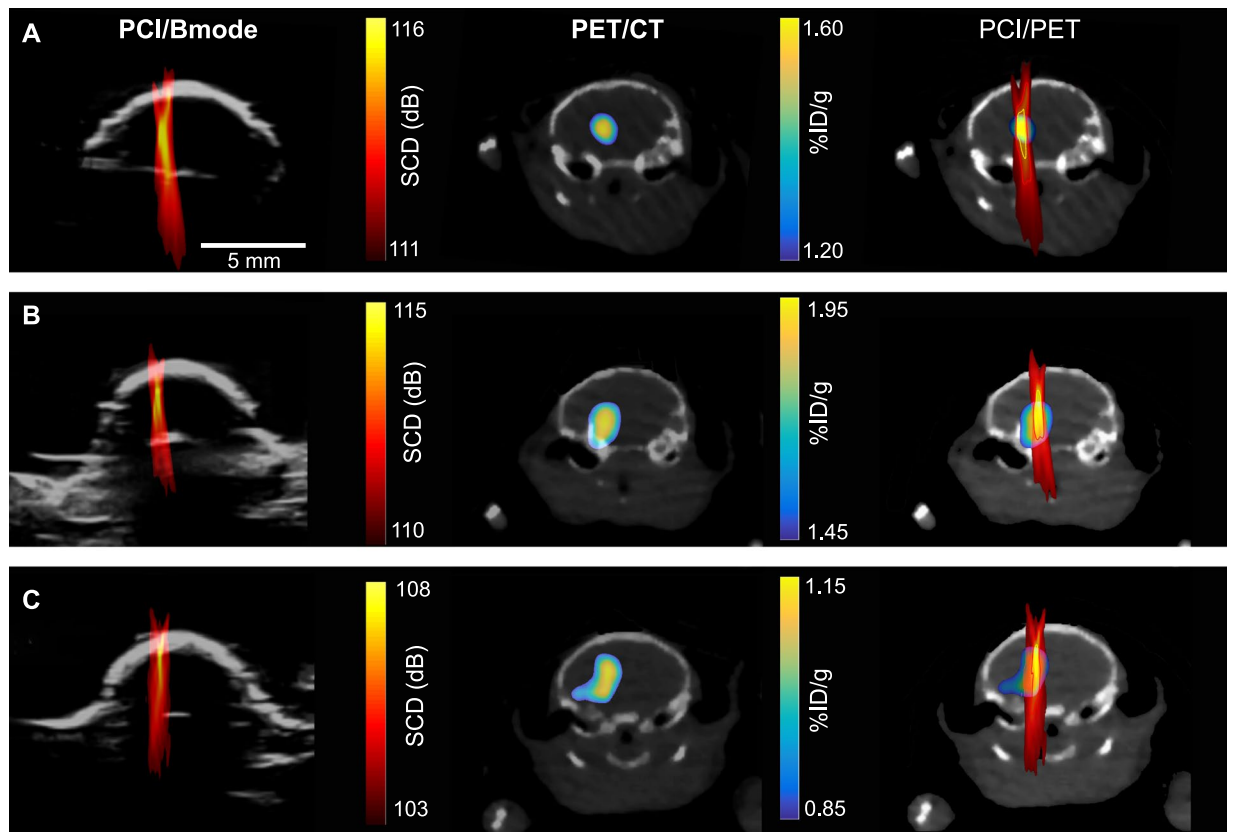 A
PCI/Bmode
116
SCD (dB)
111
5 mm
PET/CT
1.60
%ID/g
1.20
PCI/PET
B
115
SCD (dB)
110
1.95
%ID/g
1.45
C
108
SCD (dB)
103
1.15
%ID/g
0.85